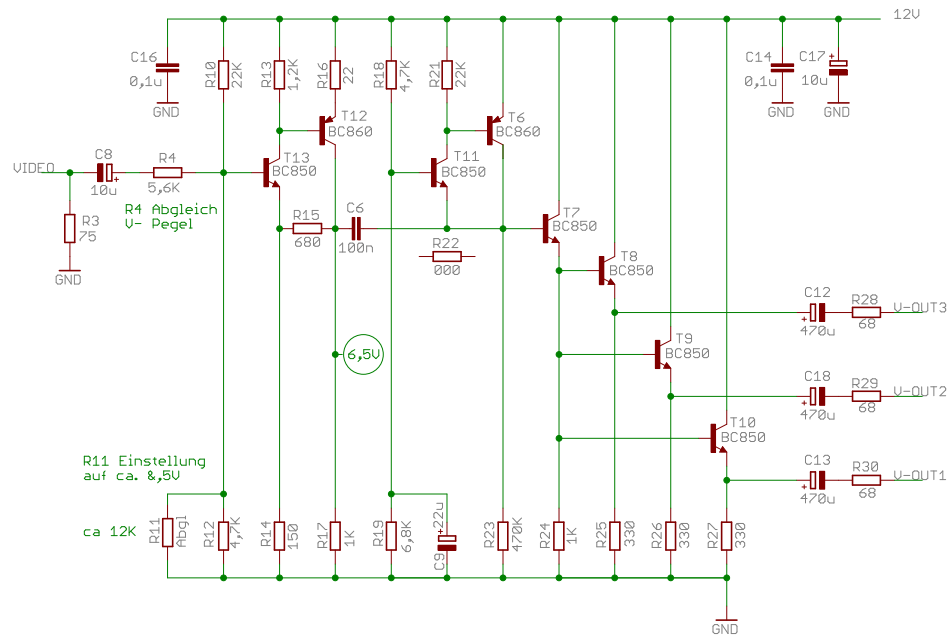 12V
C16
0,1u
GND
R10
22K
R13
1,2K
R16
22
R18
4,7K
R21
22K
C14
0,1u
GND
C17
+
10u
GND
T12
BC860
T6
BC860
VIDEO
C8
+
10u
R4
5,6K
T13
BC850
T11
BC850
R4 Abgleich
V- Pegel
R3
75
GND
R15
680
C6
100n
R22
000
T7
BC850
T8
BC850
C12
+
470u
R28
68
V-OUT3
6,5V
T9
BC850
C18
+
470u
R29
68
V-OUT2
T10
BC850
C13
+
470u
R30
68
V-OUT1
R11 Einstellung
auf ca. &,5V
ca 12K
R11
Abgl
R12
4,7K
R14
150
R17
1K
R19
6,8K
C9
+
22u
R23
470K
R24
1K
R25
330
R26
330
R27
330
GND